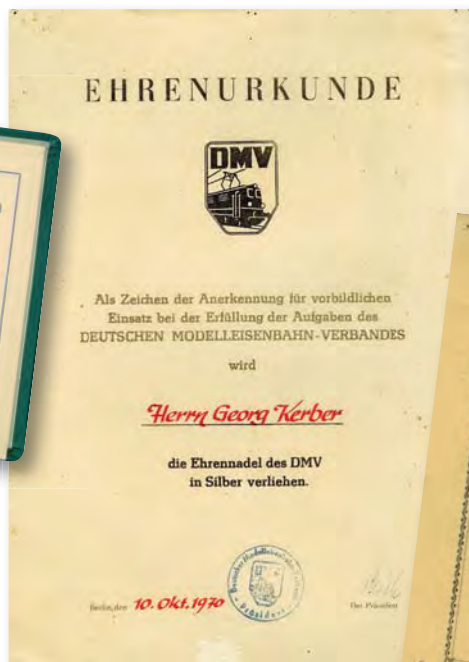 EHRENURKUNDE
DMV
Als Zeichen der Anerkennung für vorbildlichen
Einsatz bei der Erfüllung der Aufgaben des
DEUTSCHEN MODELLEISENBAHN-VERBANDES
wird
Herrn Georg Kerber
die Ehrennadel des DMV
in Silber verliehen.
Berlin, den 10. Okt. 1970
Präsident
Der Präsident